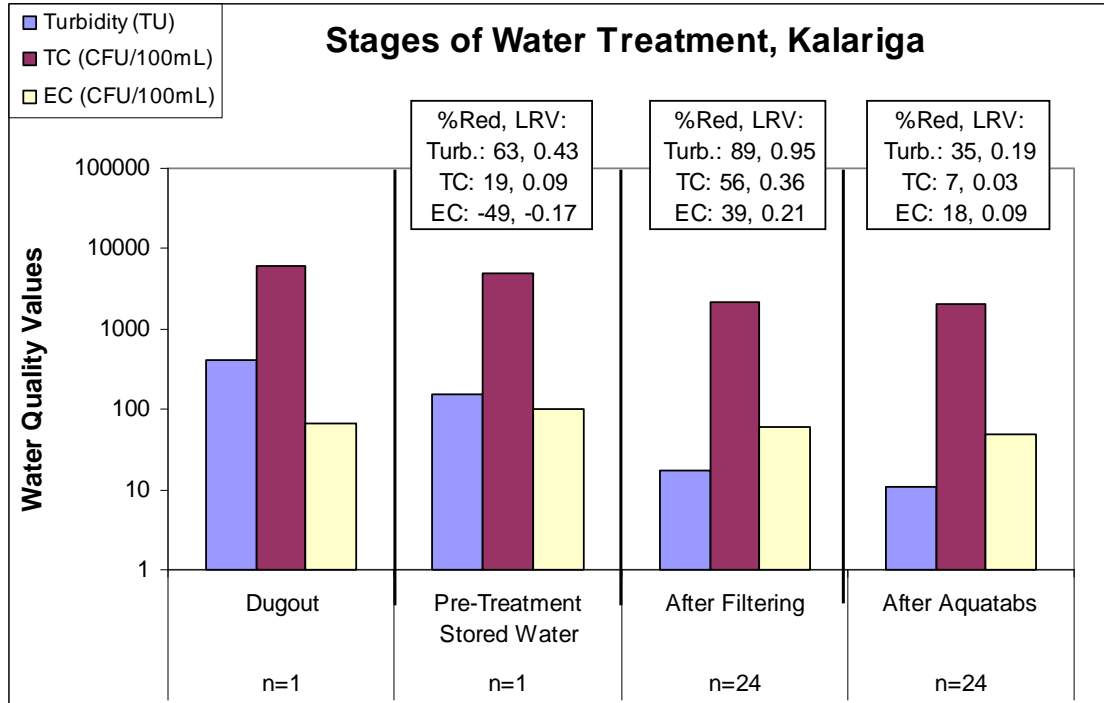 Turbidity (TU)
TC (CFU/100mL)
EC (CFU/100mL)
Stages of Water Treatment, Kalariga
%Red, LRV:
Turb.: 63, 0.43
TC: 19, 0.09
EC: -49, -0.17
%Red, LRV:
Turb.: 89, 0.95
TC: 56, 0.36
EC: 39, 0.21
%Red, LRV:
Turb.: 35, 0.19
TC: 7, 0.03
EC: 18, 0.09
Water Quality Values
100000
10000
1000
100
10
1
Dugout
Pre-Treatment
Stored Water
After Filtering
After Aquatabs
n=1
n=1
n=24
n=24